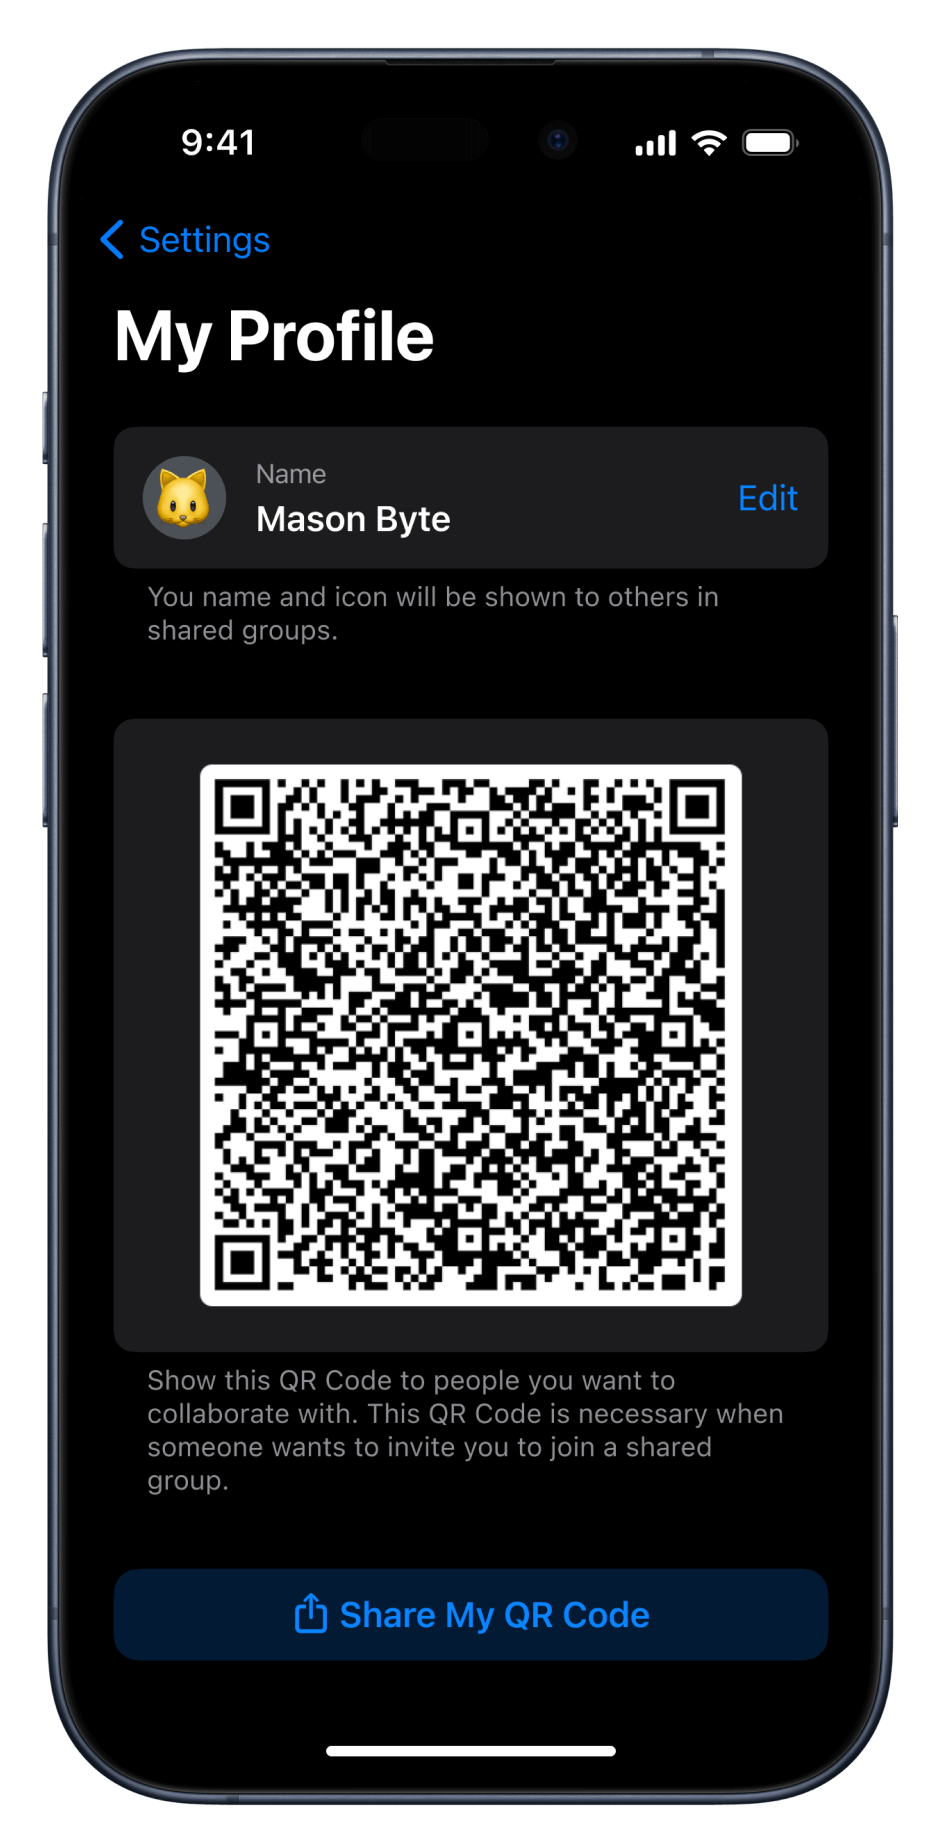 9:41
Settings
My Profile
Name
Mason Byte
Edit
You name and icon will be shown to others in
shared groups.
Show this QR Code to people you want to
collaborate with. This QR Code is necessary when
someone wants to invite you to join a shared
group.
Share My QR Code